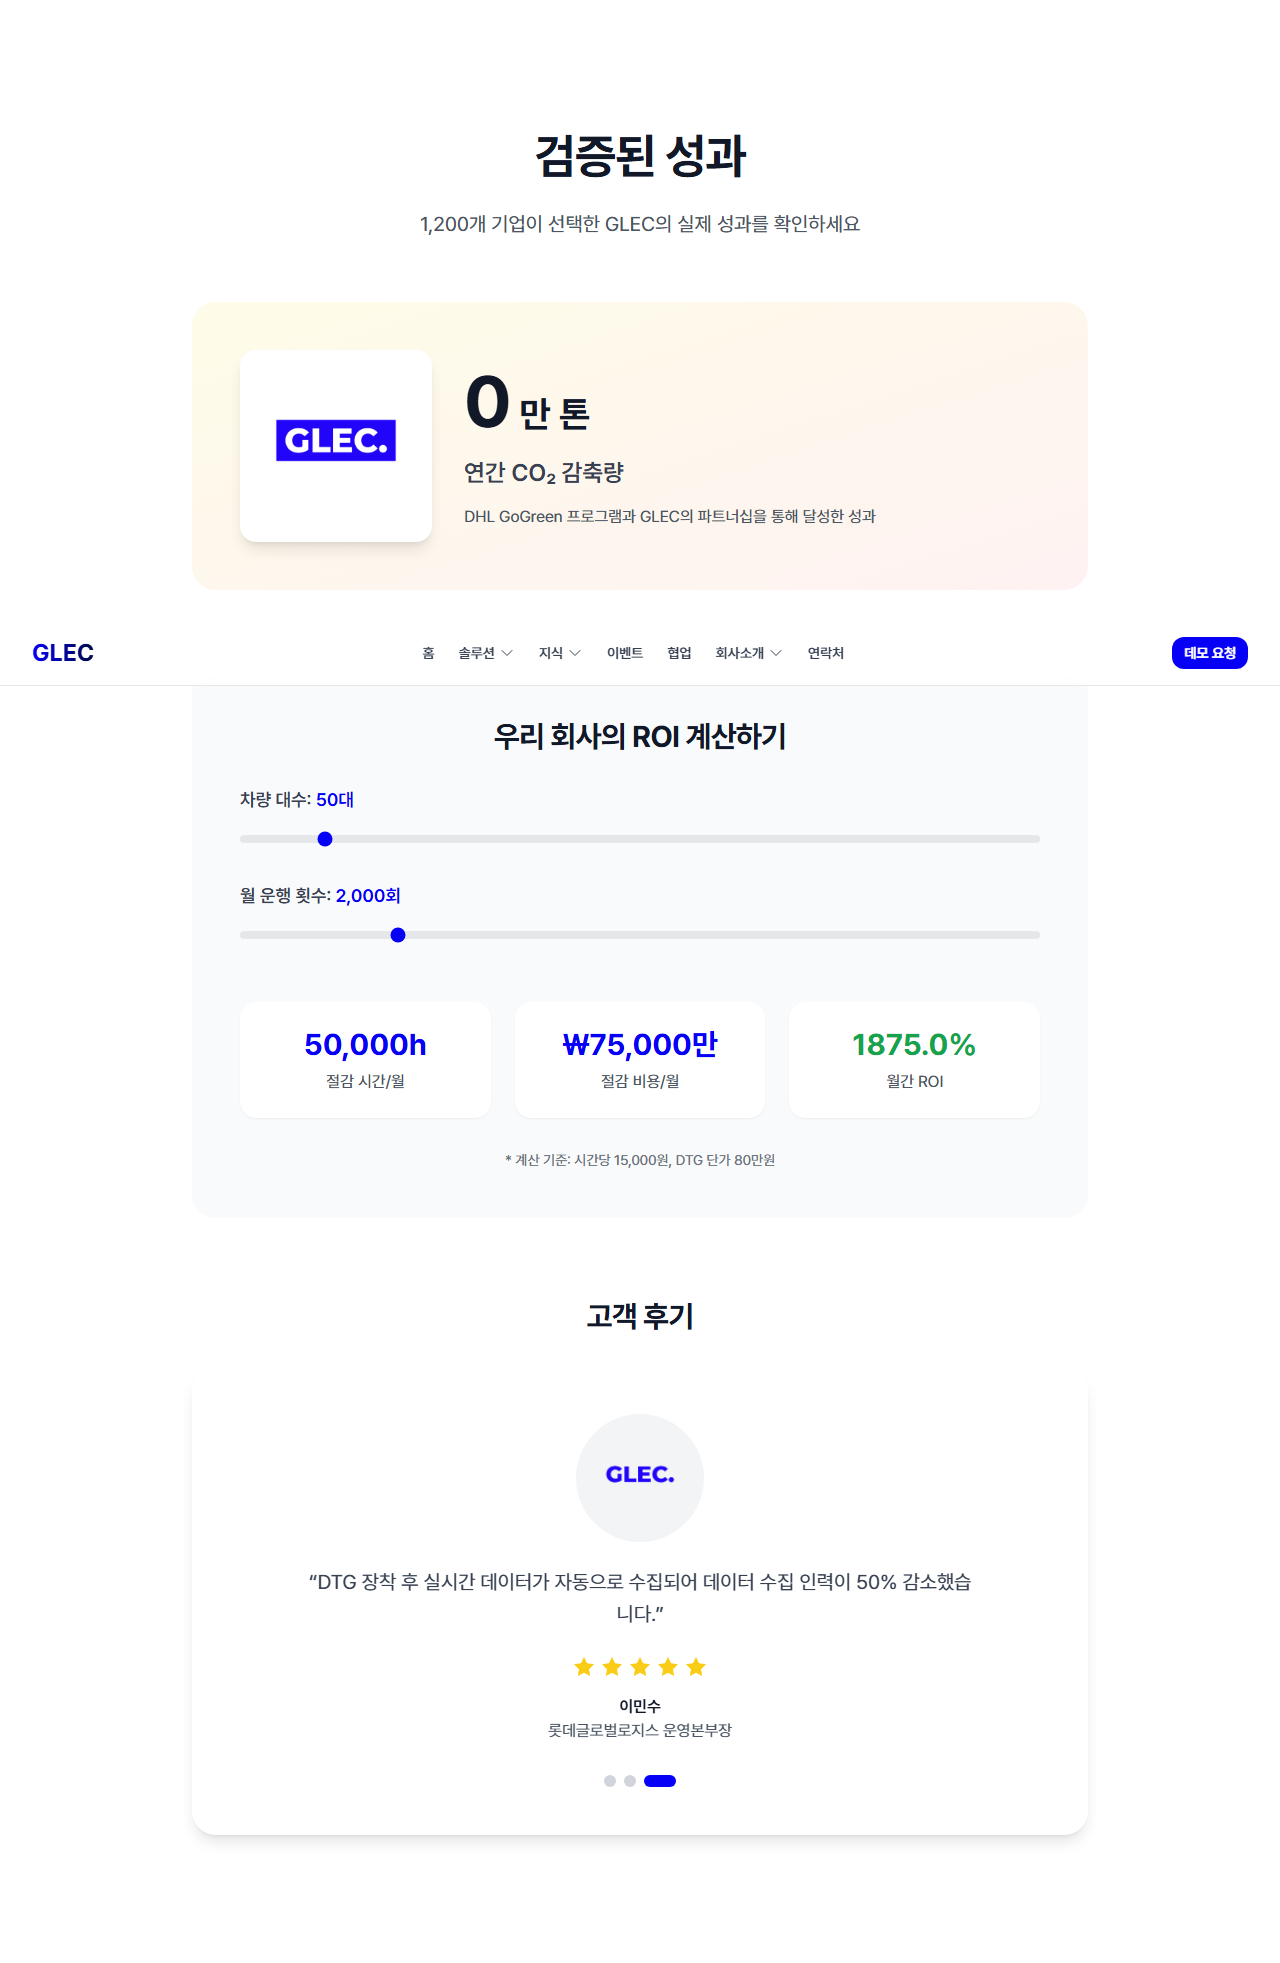 검증된 성과
1,200개 기업이 선택한 GLEC의 실제 성과를 확인하세요
GLEC.
0 만 톤
연간 CO₂ 감축량
DHL GoGreen 프로그램과 GLEC의 파트너십을 통해 달성한 성과
GLEC 홈 솔루션 지식 이벤트 협업 회사소개 연락처 데모 요청
우리 회사의 ROI 계산하기
차량 대수: 50대
월 운행 횟수: 2,000회
50,000h ₩75,000만 1875.0%
절감 시간/월 절감 비용/월 월간 ROI
* 계산 기준: 시간당 15,000원, DTG 단가 80만원
고객 후기
GLEC.
“DTG 장착 후 실시간 데이터가 자동으로 수집되어 데이터 수집 인력이 50% 감소했습
니다.”
이민수
롯데글로벌로지스 운영본부장